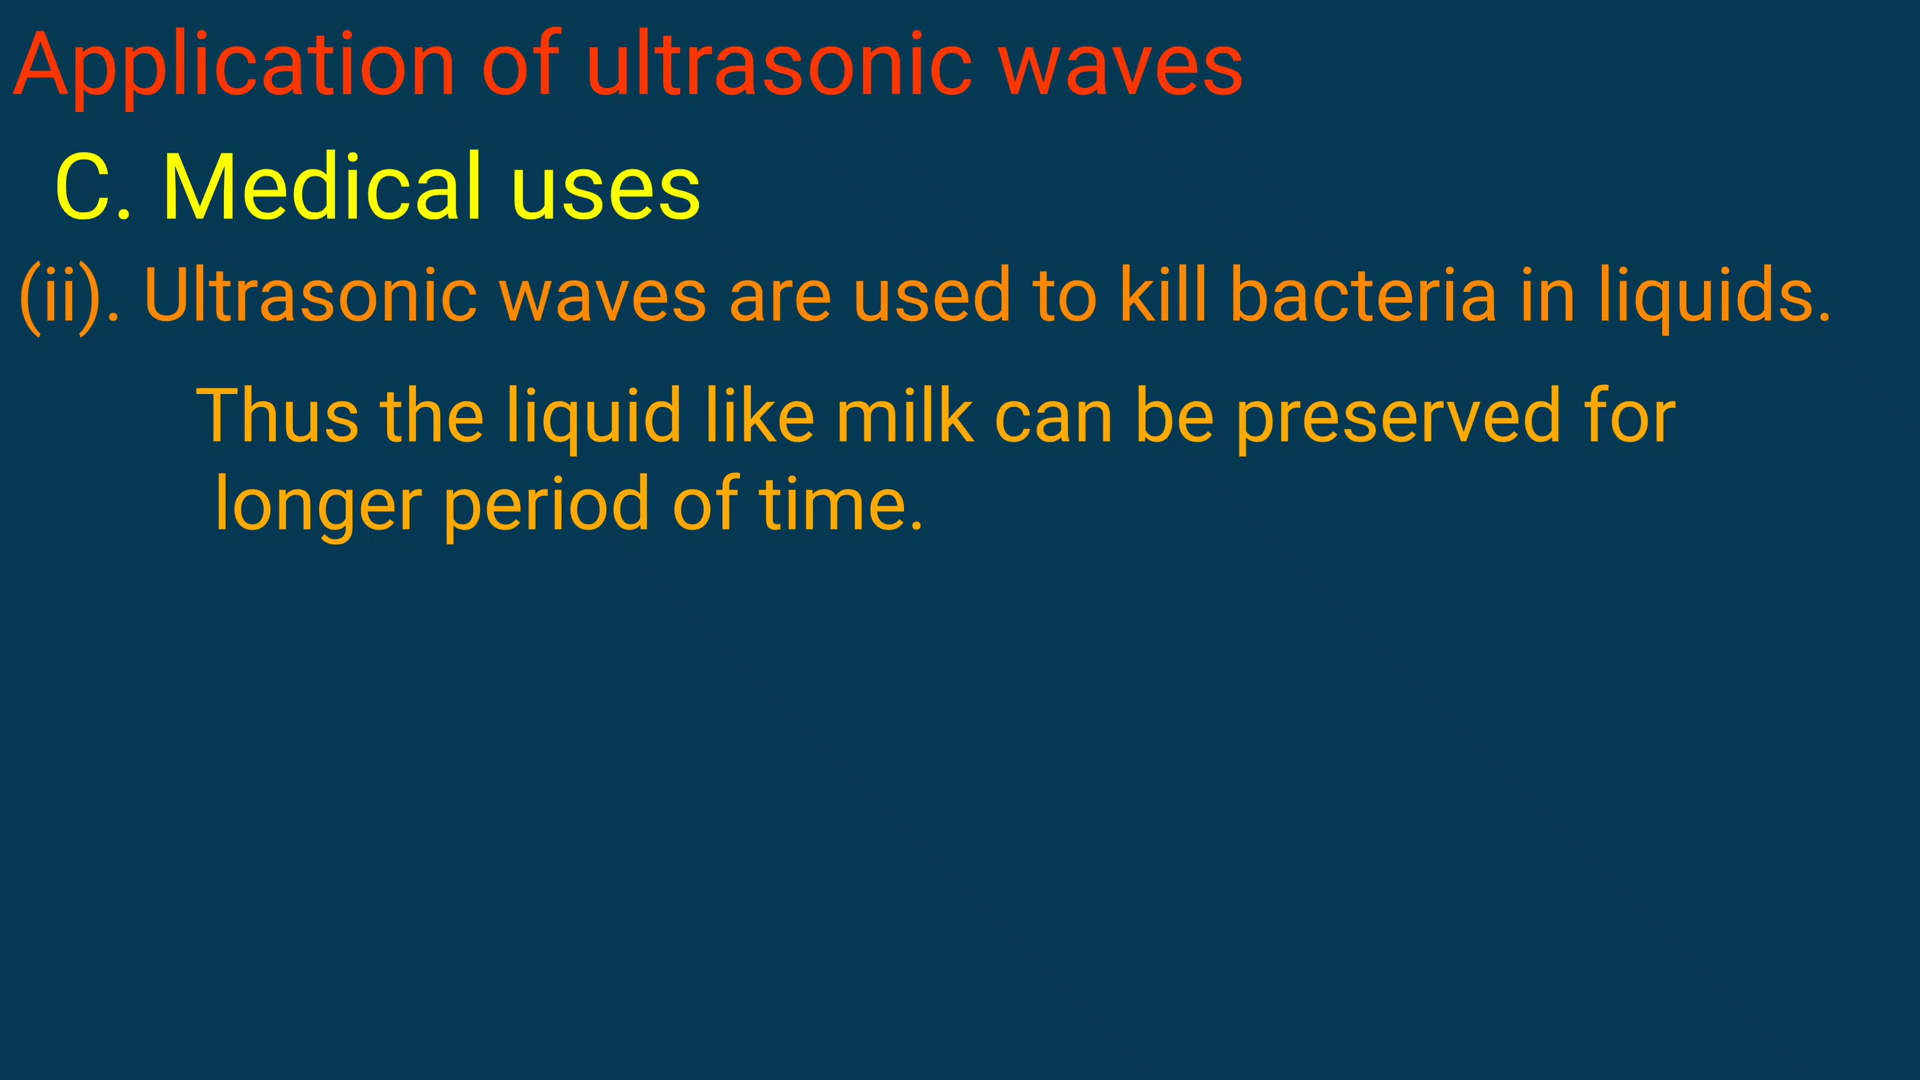 Application of ultrasonic waves
C. Medical uses
(ii). Ultrasonic waves are used to kill bacteria in liquids.
Thus the liquid like milk can be preserved for
longer period of time.